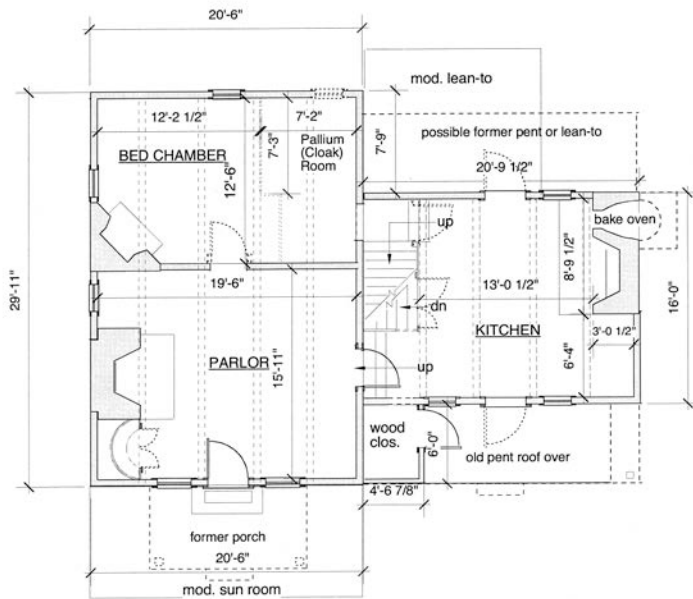 20'-6"
mod. lean-to
12'-2 1/2"
7'-2"
possible former pent or lean-to
BED CHAMBER
7'-3"
Pallium
(Cloak)
Room
7'-9"
20'-9 1/2"
12'-6"
up
bake oven
29'-11"
8'-9 1/2"
19'-6"
13'-0 1/2"
16'-0"
dn
KITCHEN
3'-0 1/2"
PARLOR
15'-11"
up
6'-4"
wood
clos.
6'-0"
old pent roof over
4'-6 7/8"
former porch
20'-6"
mod. sun room